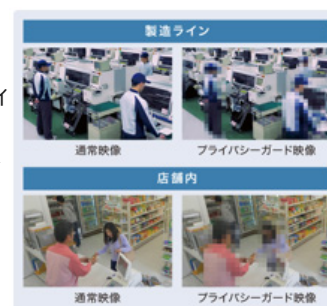 製造ライン
イ
通常映像 プライバシーガード映像
店舗内
通常映像 プライバシーガード映像